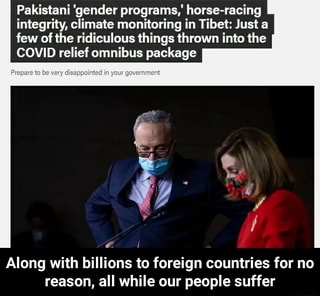 Pakistani 'gender programs,' horse-racing
integrity, climate monitoring in Tibet: Just a
few of the ridiculous things thrown into the
COVID relief omnibus package
Prepare to be very disappointed in your government
Along with billions to foreign countries for no
reason, all while our people suffer